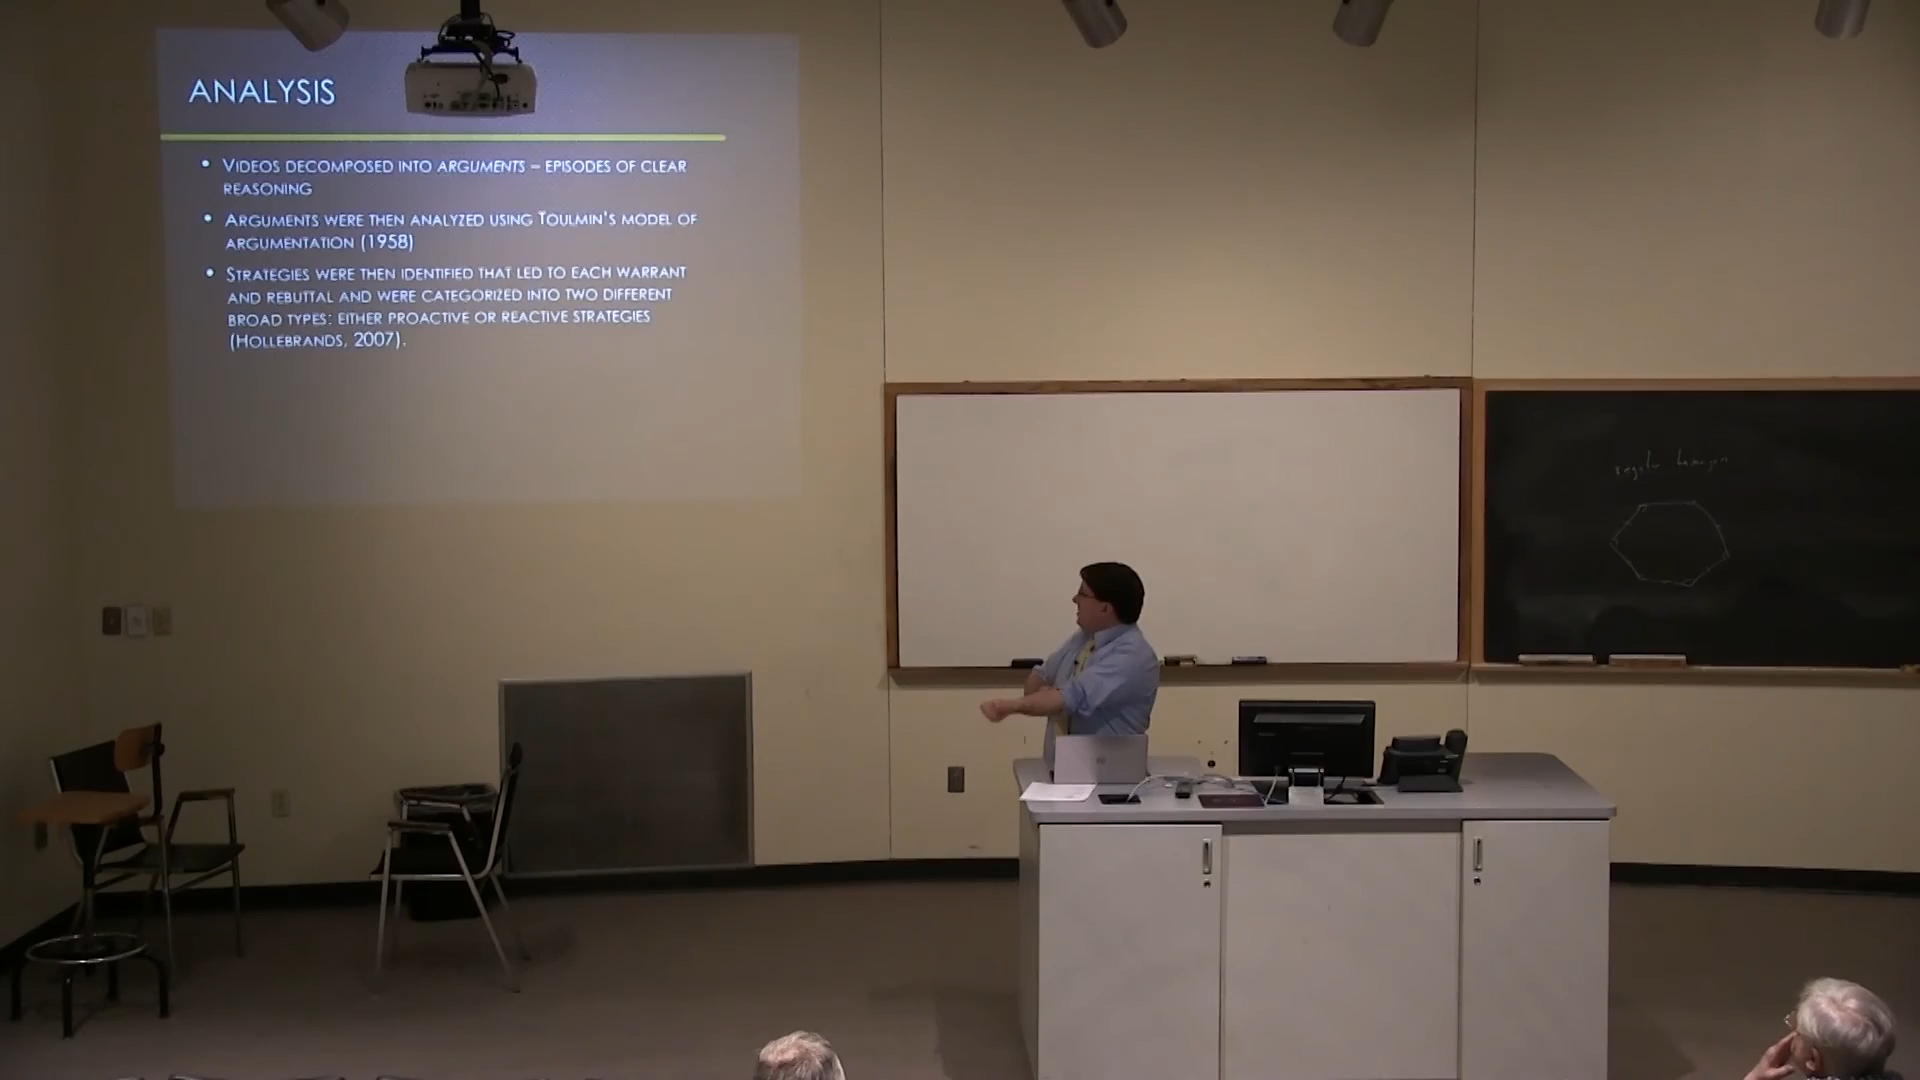 ANALYSIS
• VIDEOS DECOMPOSED INTO ARGUMENTS – EPISODES OF CLEAR
REASONING
• ARGUMENTS WERE THEN ANALYZED USING TOULMIN'S MODEL OF
ARGUMENTATION (1958)
• STRATEGIES WERE THEN IDENTIFIED THAT LED TO EACH WARRANT
AND REBUTTAL AND WERE CATEGORIZED INTO TWO DIFFERENT
BROAD TYPES: EITHER PROACTIVE OR REACTIVE STRATEGIES
(HOLLEBRANDS, 2007).
regular hexagon